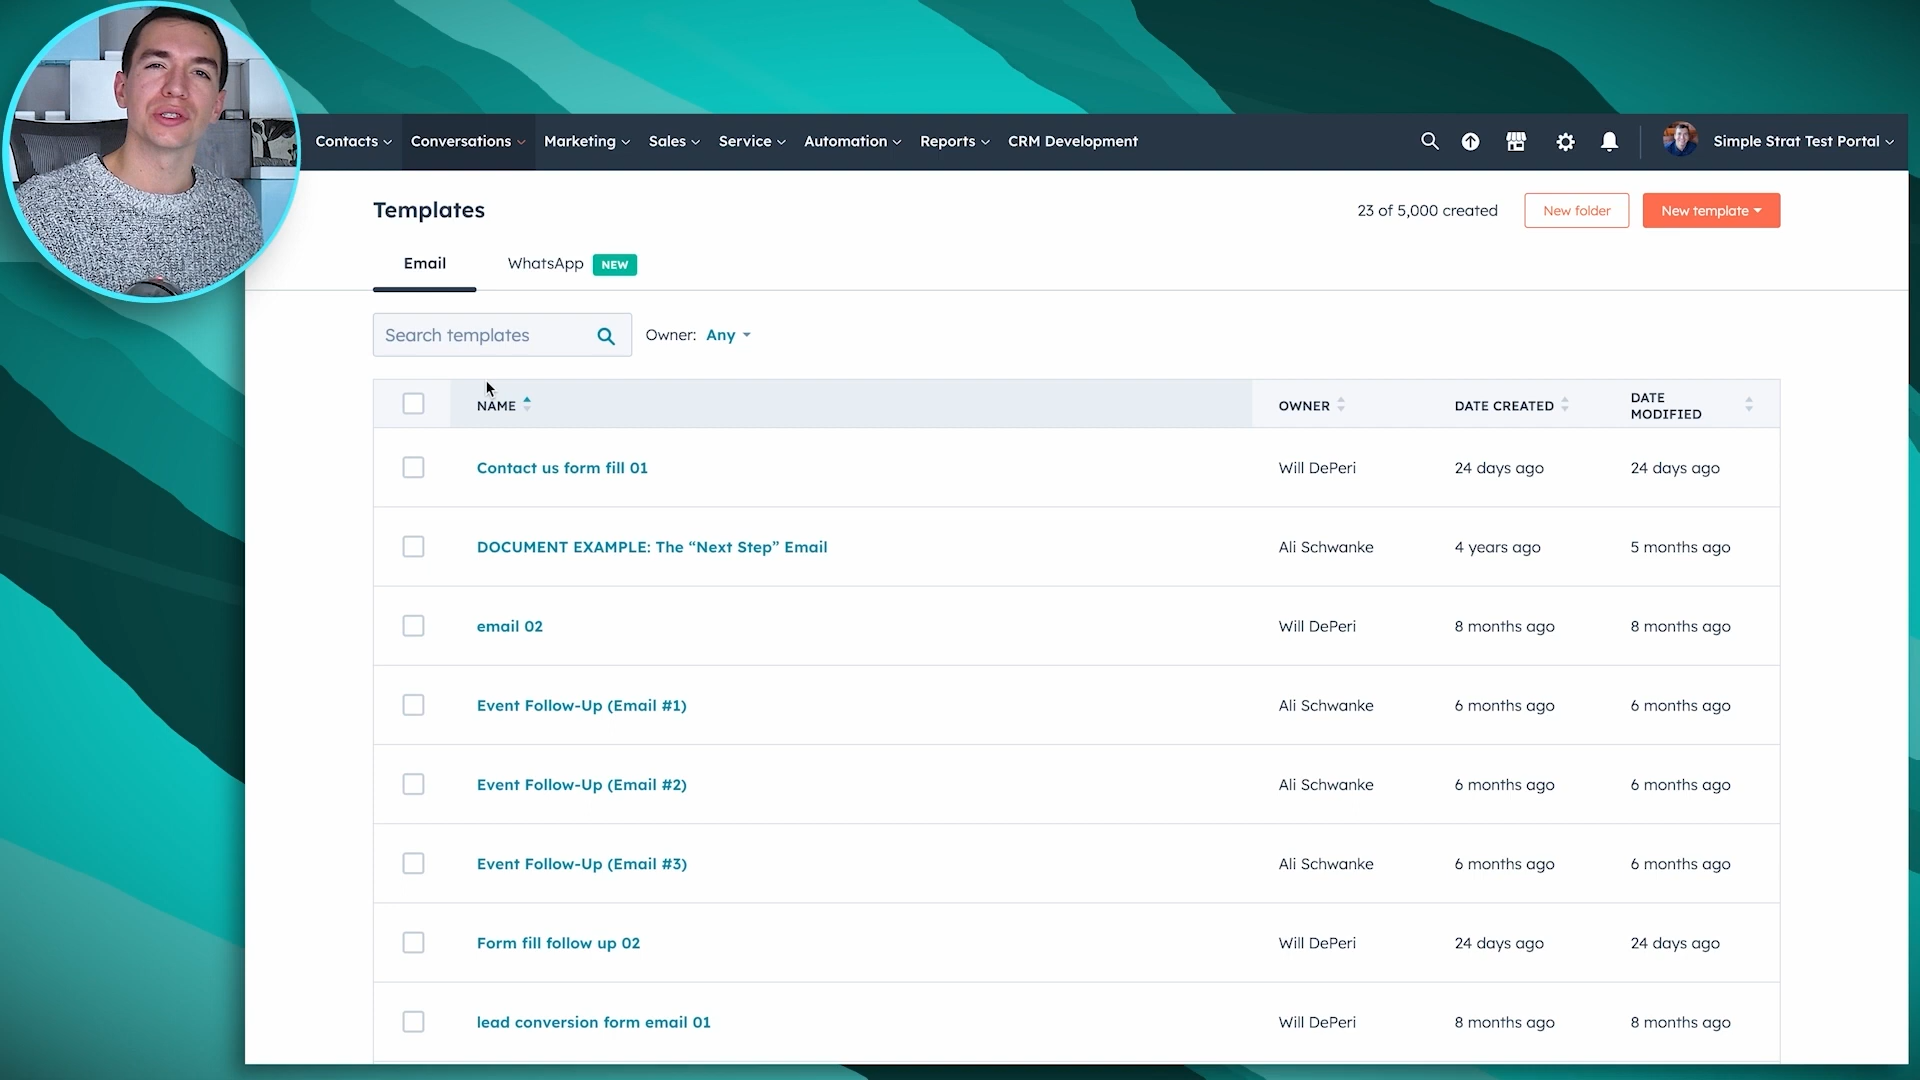 Contacts Conversations Marketing Sales Service Automation Reports CRM Development Simple Strat Test Portal
Templates 23 of 5,000 created New folder New template
Email WhatsApp NEW
Search templates Owner: Any
NAME OWNER DATE CREATED DATE MODIFIED
Contact us form fill 01 Will DePeri 24 days ago 24 days ago
DOCUMENT EXAMPLE: The “Next Step” Email Ali Schwanke 4 years ago 5 months ago
email 02 Will DePeri 8 months ago 8 months ago
Event Follow-Up (Email #1) Ali Schwanke 6 months ago 6 months ago
Event Follow-Up (Email #2) Ali Schwanke 6 months ago 6 months ago
Event Follow-Up (Email #3) Ali Schwanke 6 months ago 6 months ago
Form fill follow up 02 Will DePeri 24 days ago 24 days ago
lead conversion form email 01 Will DePeri 8 months ago 8 months ago